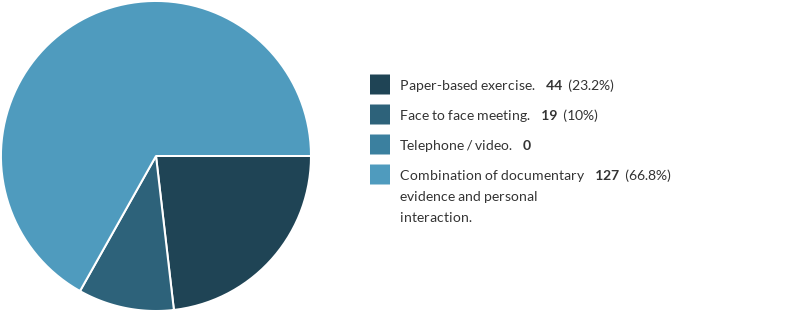 Paper-based exercise. 44 (23.2%)
Face to face meeting. 19 (10%)
Telephone / video. 0
Combination of documentary 127 (66.8%)
evidence and personal
interaction.